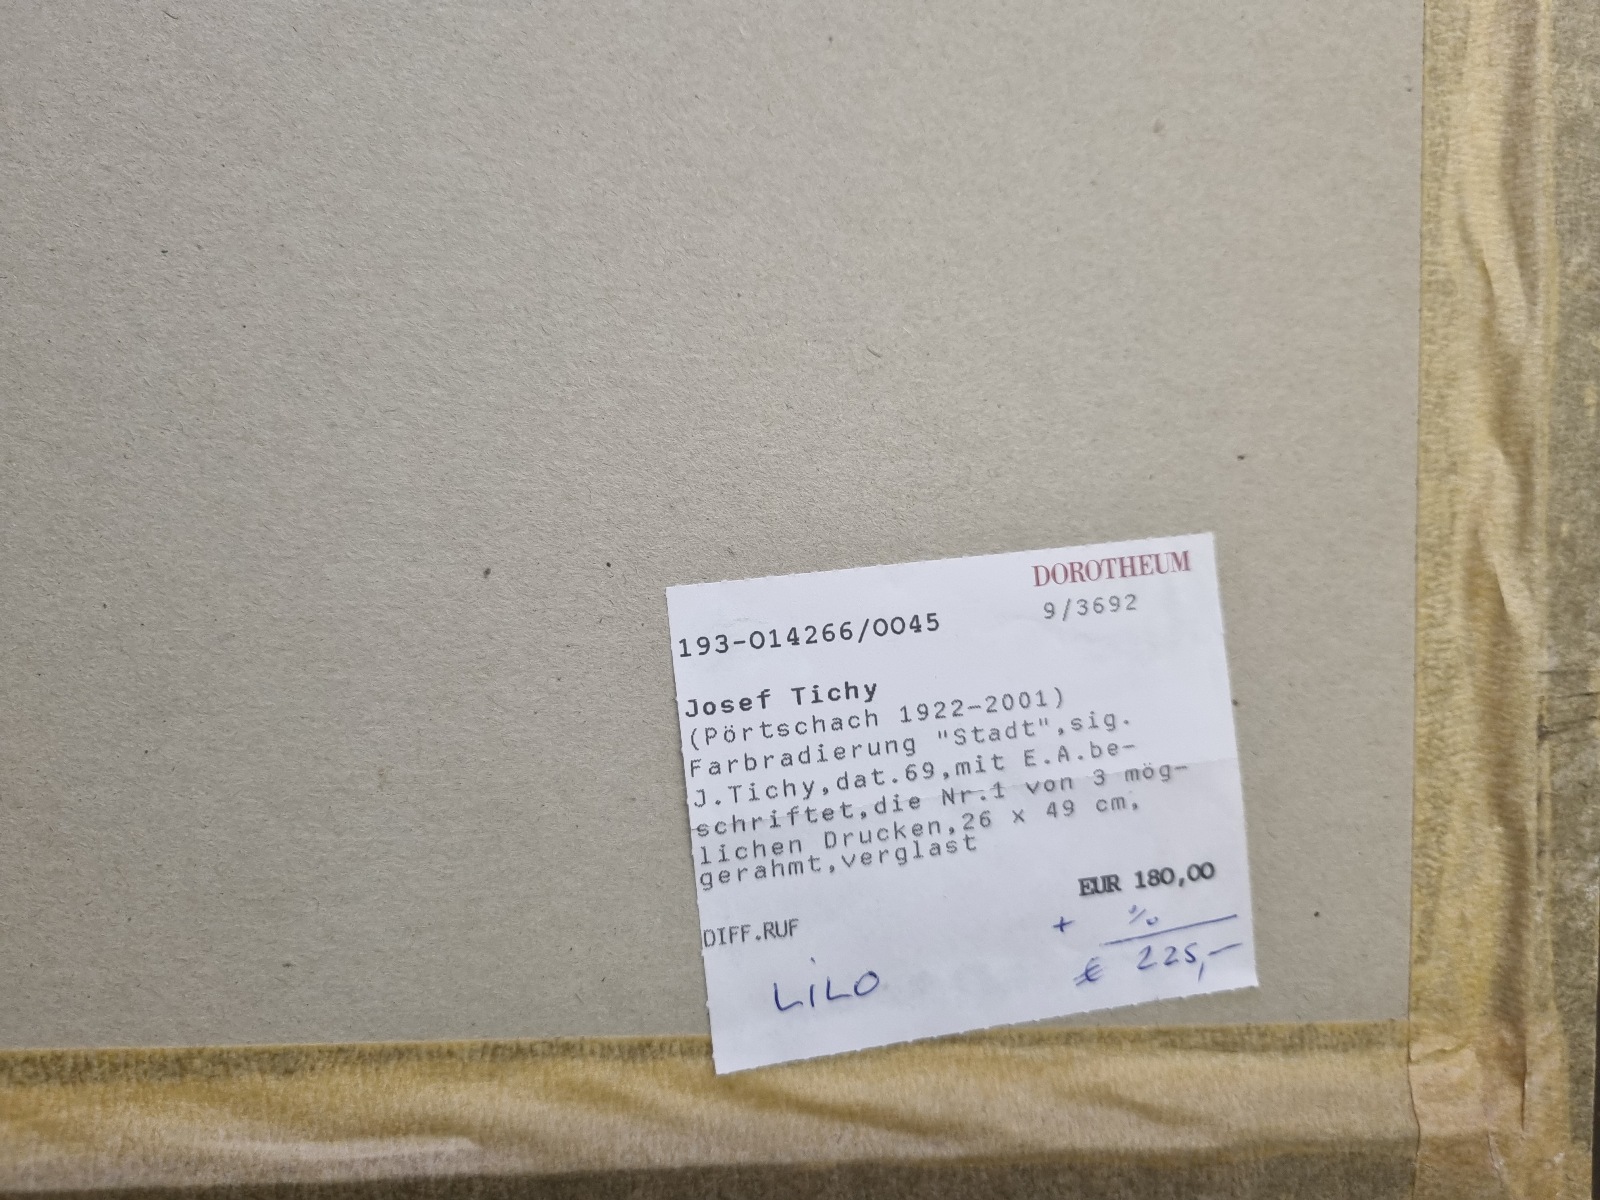 DOROTHEUM
9/3692
193-014266/0045
Josef Tichy
(Pörtschach 1922-2001)
Farbradierung "Stadt",sig.
J.Tichy,dat.69,mit E.A.be-
schriftet,die Nr.1 von 3 mög-
lichen Drucken,26 x 49 cm,
gerahmt,verglast
EUR 180,00
DIFF.RUF
+ %
LiLO
€ 225,-